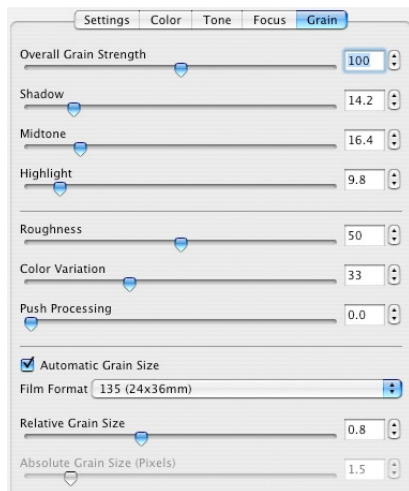 Settings Color Tone Focus Grain
Overall Grain Strength 100
Shadow 14.2
Midtone 16.4
Highlight 9.8
Roughness 50
Color Variation 33
Push Processing 0.0
Automatic Grain Size
Film Format 135 (24x36mm)
Relative Grain Size 0.8
Absolute Grain Size (Pixels) 1.5